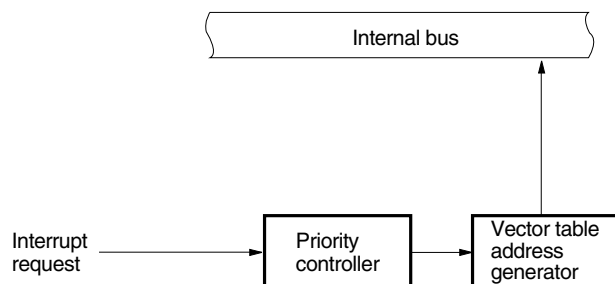 Internal bus
Interrupt
request
Priority
controller
Vector table
address
generator